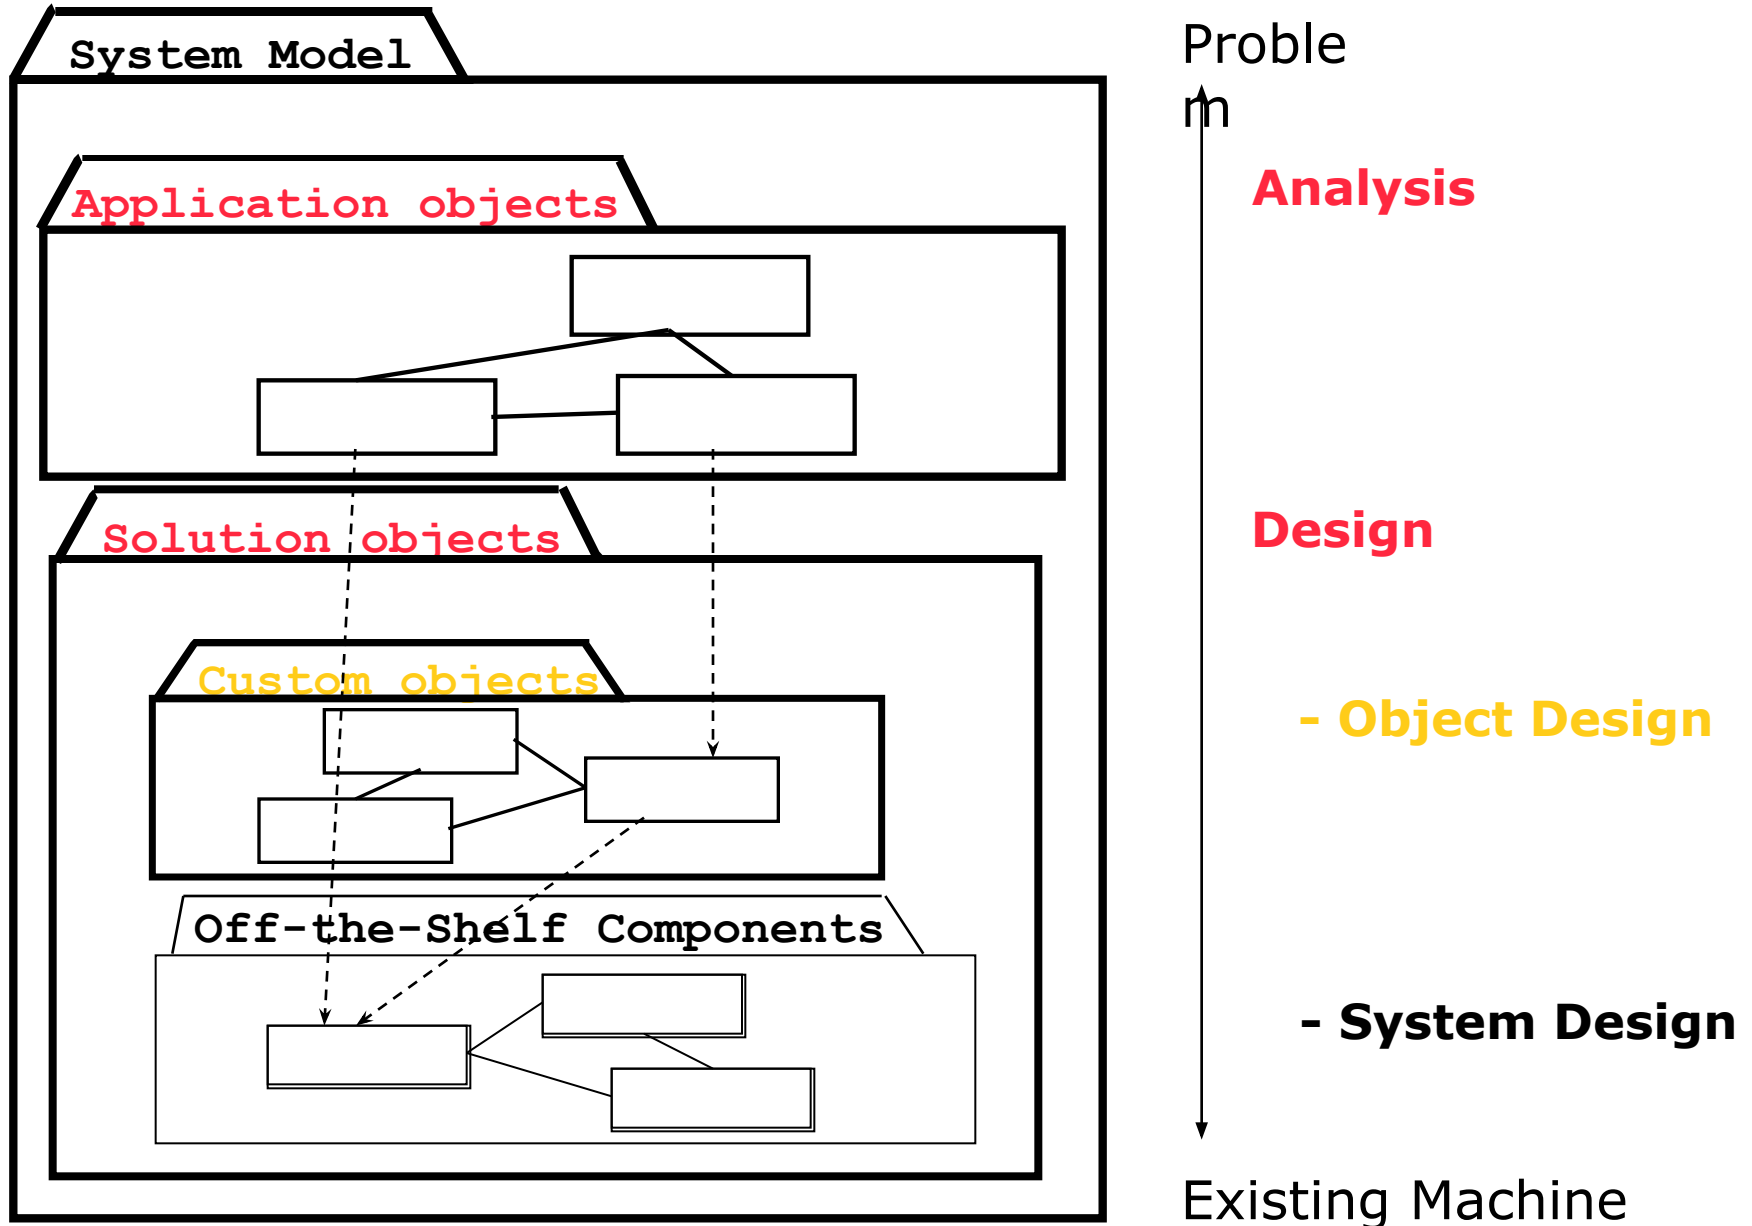 System Model
Application objects
Solution objects
Custom objects
Off-the-Shelf Components
Proble
m
Analysis
Design
- Object Design
- System Design
Existing Machine